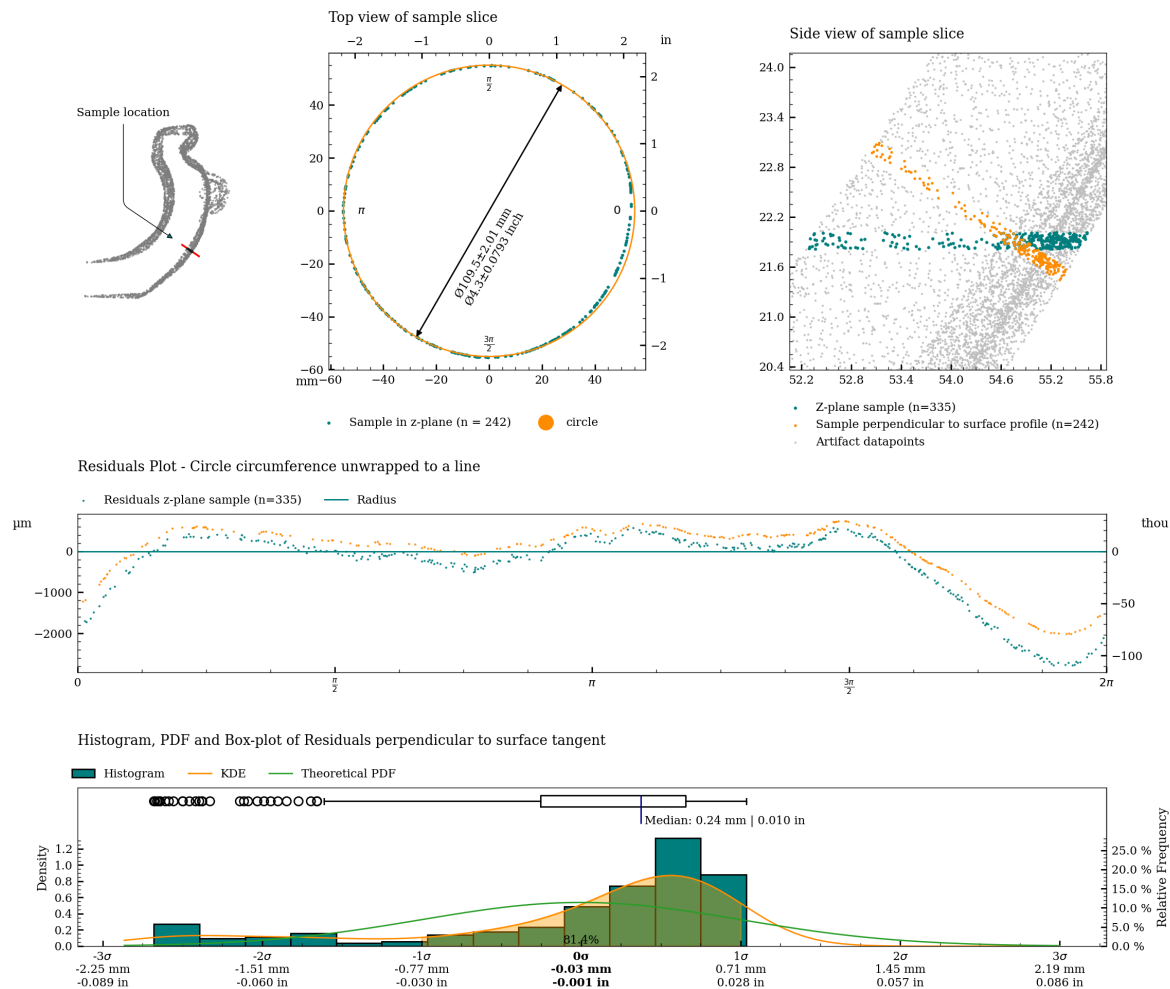 Top view of sample slice
−2 −1 0 1 2 in
Side view of sample slice
Sample location
40
20
0
−20
−40
−60
mm −60 −40 −20 0 20 40
2
1
0
−1
−2
π/2
π
0
3π/2
Ø109.5±2.01 mm
Ø4.3±0.0793 inch
Sample in z-plane (n = 242) circle
24.0
23.4
22.8
22.2
21.6
21.0
20.4
52.2 52.8 53.4 54.0 54.6 55.2 55.8
Z-plane sample (n=335)
Sample perpendicular to surface profile (n=242)
Artifact datapoints
Residuals Plot - Circle circumference unwrapped to a line
Residuals z-plane sample (n=335) Radius
µm thou
0 0
−1000 −50
−2000 −100
0 π/2 π 3π/2 2π
Histogram, PDF and Box-plot of Residuals perpendicular to surface tangent
Histogram KDE Theoretical PDF
Median: 0.24 mm | 0.010 in
Density
1.2
1.0
0.8
0.6
0.4
0.2
0.0
Relative Frequency
25.0 %
20.0 %
15.0 %
10.0 %
5.0 %
0.0 %
81.4%
-3σ -2σ -1σ 0σ 1σ 2σ 3σ
-2.25 mm -1.51 mm -0.77 mm -0.03 mm 0.71 mm 1.45 mm 2.19 mm
-0.089 in -0.060 in -0.030 in -0.001 in 0.028 in 0.057 in 0.086 in